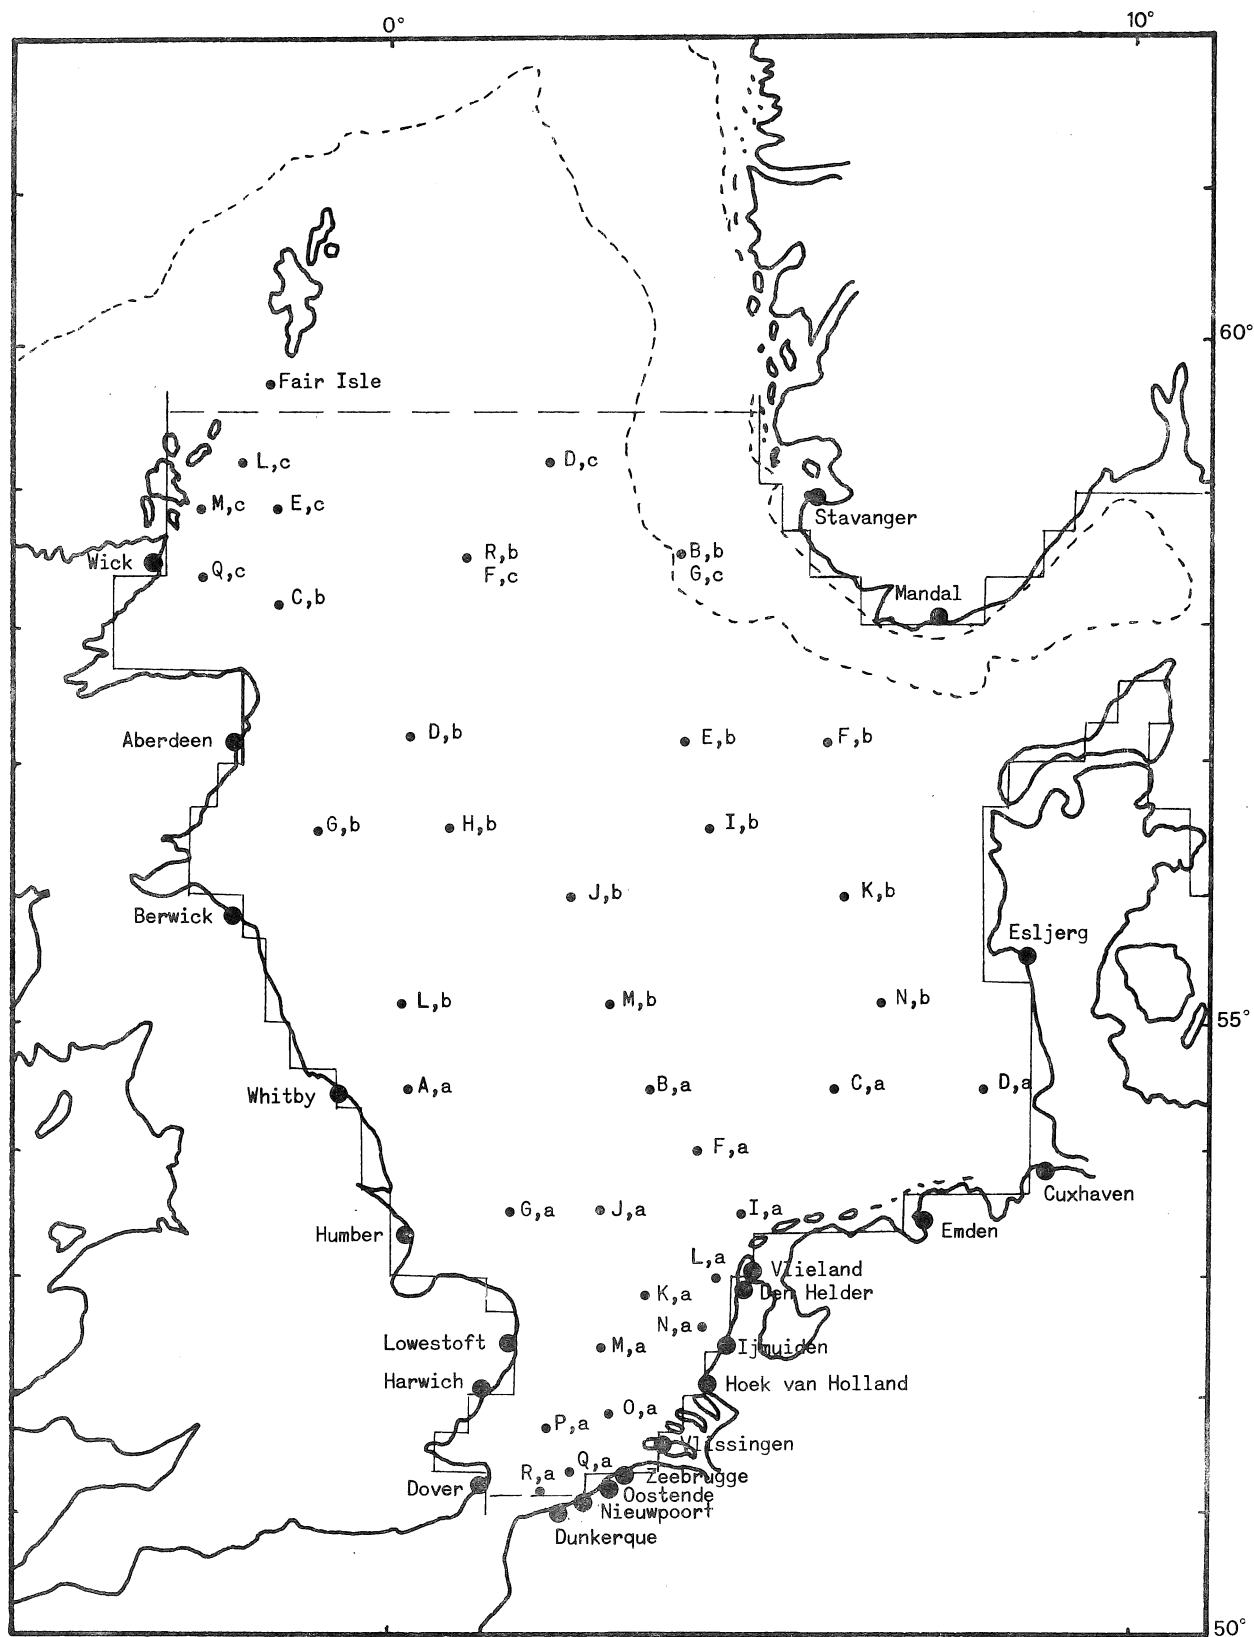 0°
10°
60°
Fair Isle
L,c
D,c
M,c
E,c
Stavanger
R,b
B,b
Wick
Q,c
F,c
G,c
C,b
Mandal
Aberdeen
D,b
E,b
F,b
G,b
H,b
I,b
J,b
K,b
Berwick
Esljerg
L,b
M,b
N,b
55°
Whitby
A,a
B,a
C,a
D,a
F,a
Cuxhaven
G,a
J,a
I,a
Humber
Emden
L,a
Vlieland
K,a
Den Helder
N,a
Lowestoft
M,a
Ijmuiden
Harwich
Hoek van Holland
O,a
P,a
Vlissingen
Q,a
R,a
Zeebrugge
Dover
Oostende
Nieuwpoort
Dunkerque
50°